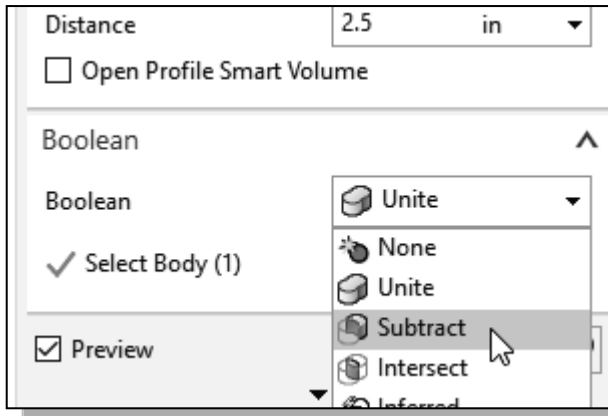 Distance 2.5 in
Open Profile Smart Volume
Boolean
Boolean Unite
Select Body (1) None
Unite
Subtract
Preview
Intersect
Inferred